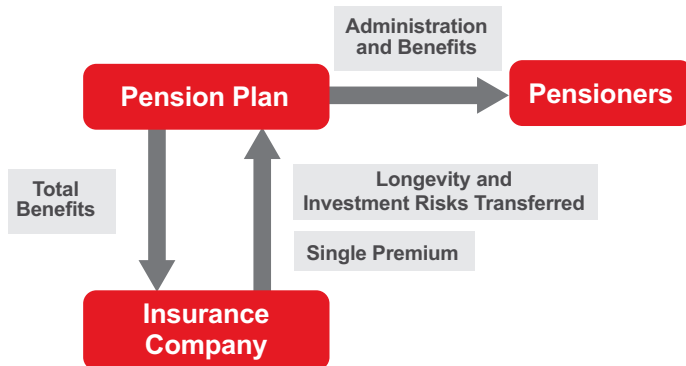 Administration
and Benefits
Pension Plan
Pensioners
Total
Benefits
Longevity and
Investment Risks Transferred
Single Premium
Insurance
Company